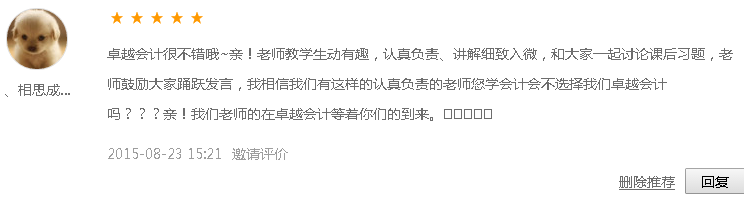 卓越会计很不错哦~亲！老师教学生动有趣，认真负责、讲解细致入微，和大家一起讨论课后习题，老
师鼓励大家踊跃发言，我相信我们有这样的认真负责的老师您学会计会不选择我们卓越会计
吗？？？亲！我们老师的在卓越会计等着你们的到来。□□□□□
、相思成...
2015-08-23 15:21 邀请评价
删除推荐 回复